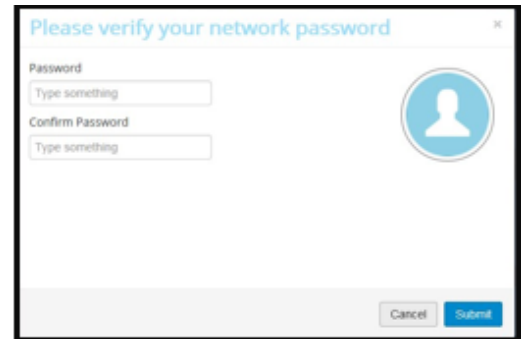 Please verify your network password
×
Password
Type something
Confirm Password
Type something
Cancel Submit